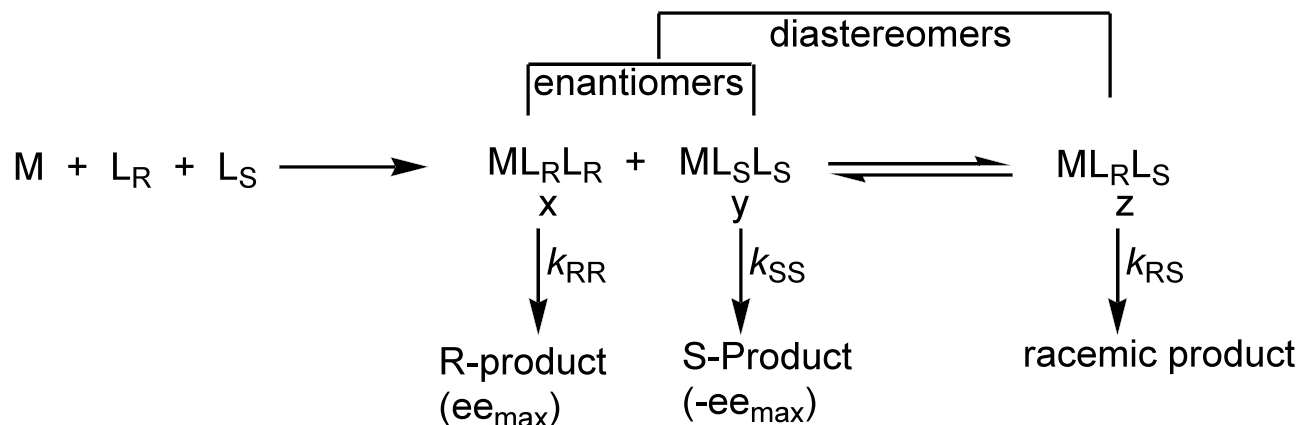 diastereomers
enantiomers
M + L_R + L_S ML_RL_R + ML_SL_S ML_RL_S
x y z
k_RR k_SS k_RS
R-product S-Product racemic product
(ee_max) (-ee_max)